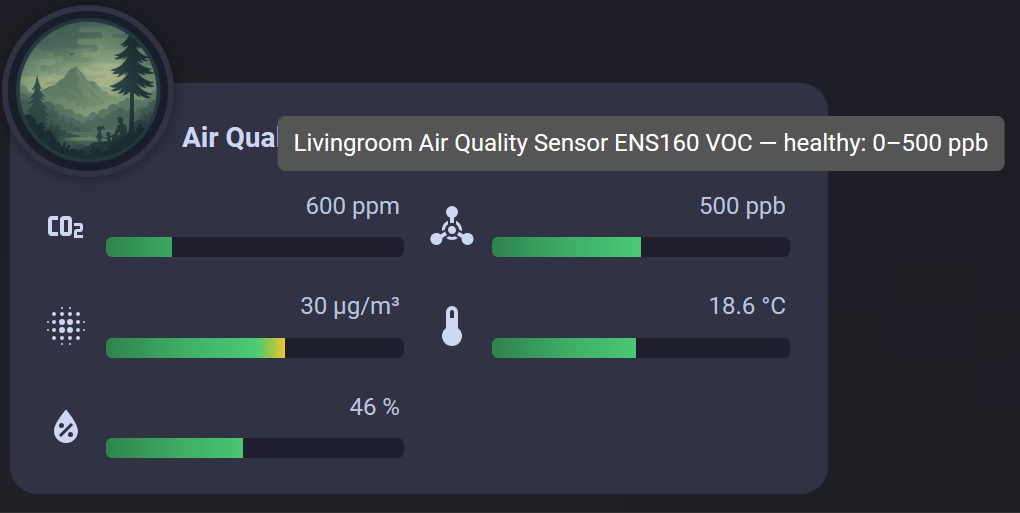 Air Qual
Livingroom Air Quality Sensor ENS160 VOC — healthy: 0–500 ppb
CO₂
600 ppm
500 ppb
30 µg/m³
18.6 °C
46 %